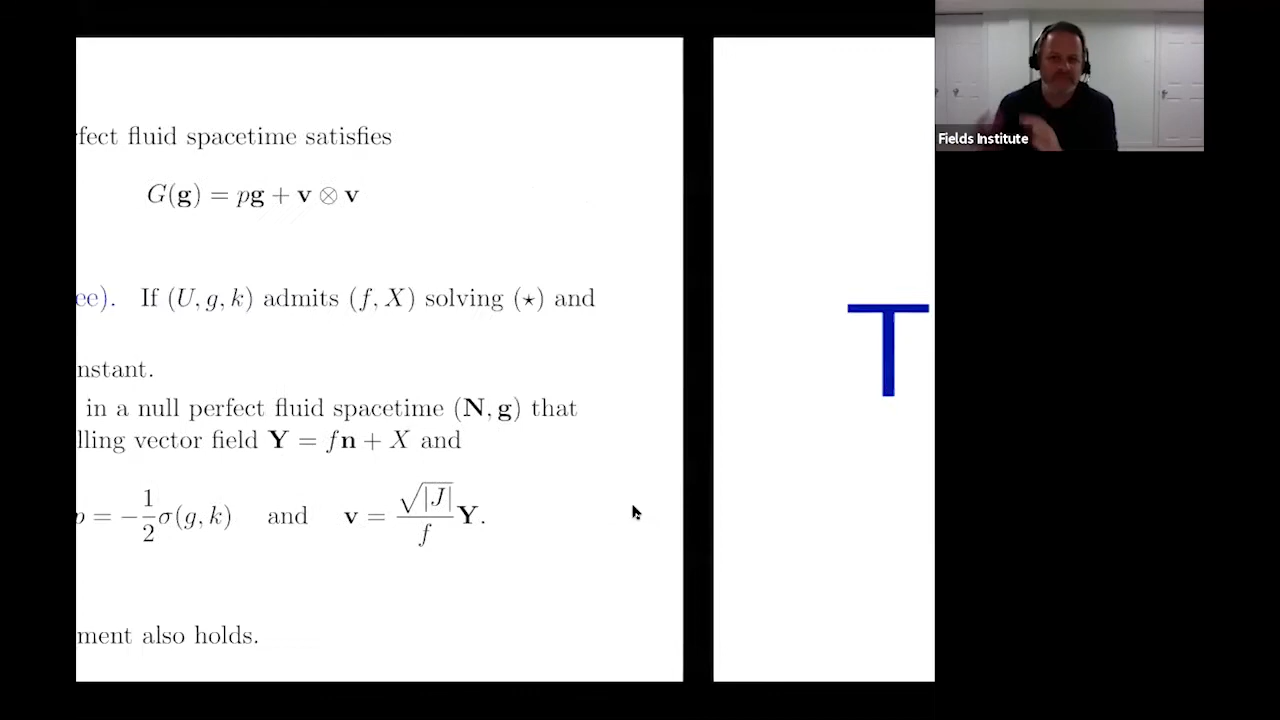 fect fluid spacetime satisfies
G(g) = pg + v ⊗ v
ee). If (U, g, k) admits (f, X) solving (⋆) and
nstant.
in a null perfect fluid spacetime (N, g) that
lling vector field Y = fn + X and
p = −1/2 σ(g, k) and v = √|J|/f Y.
ment also holds.
T
Fields Institute